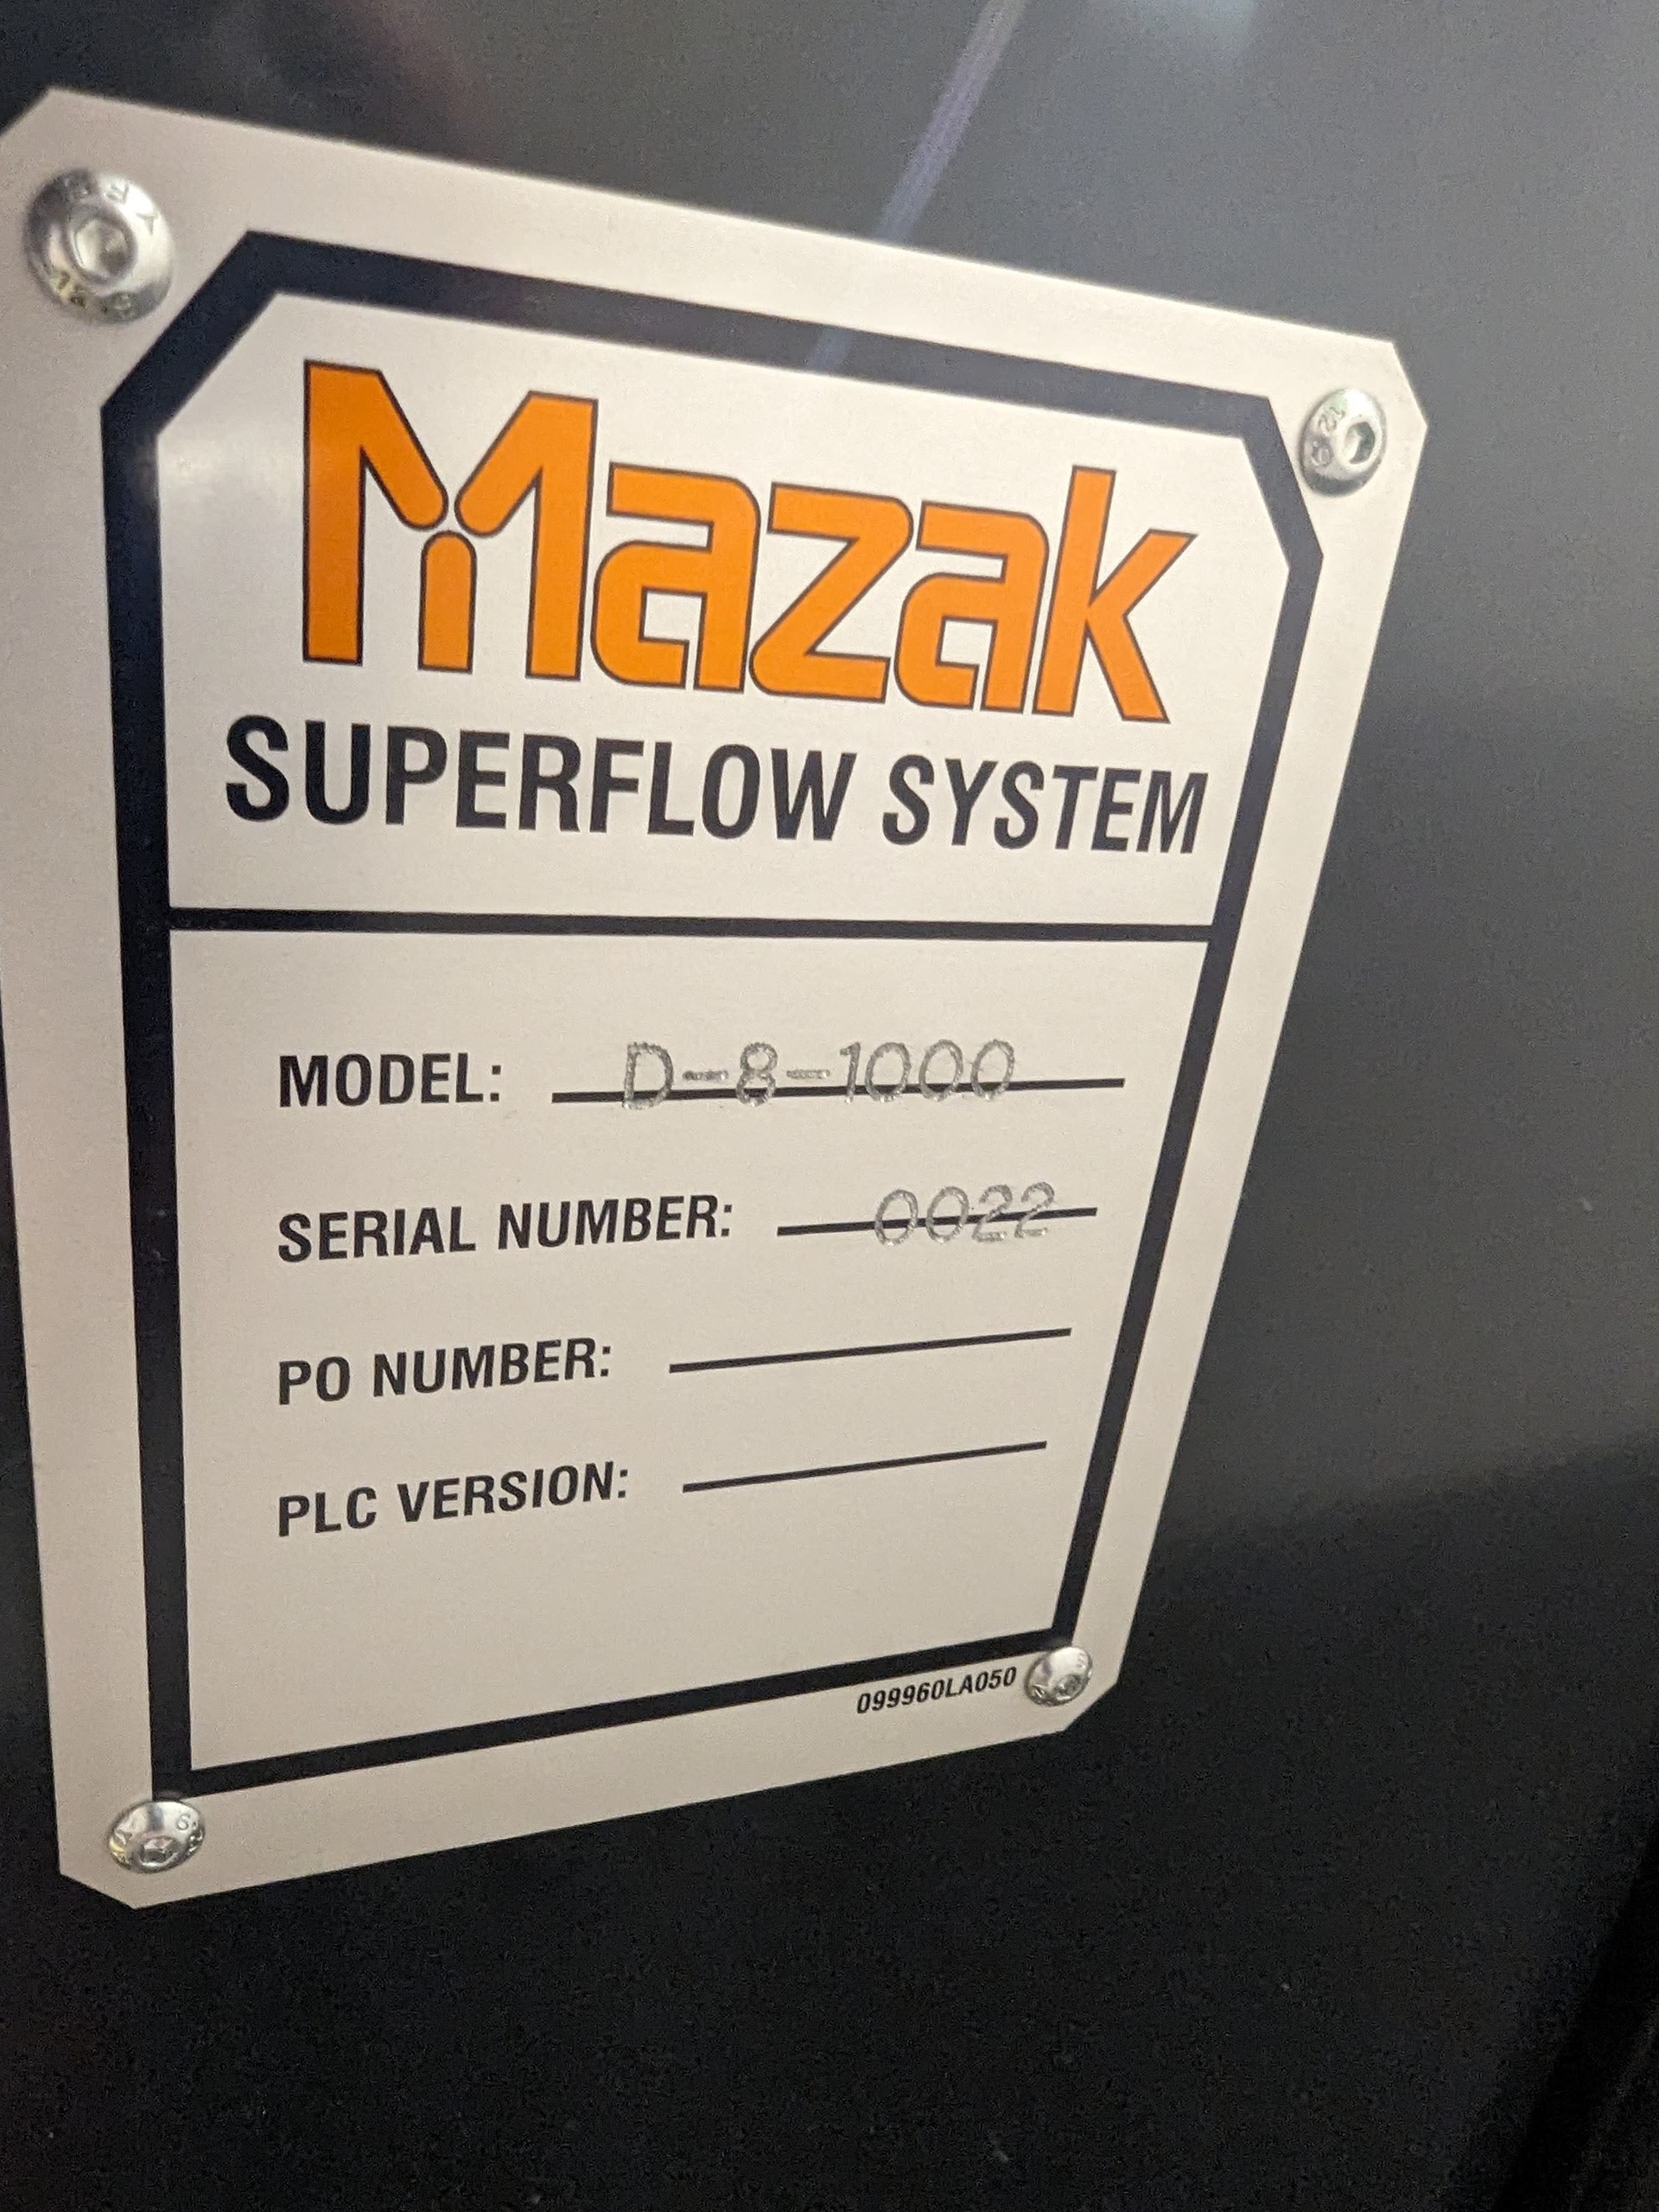 Mazak
SUPERFLOW SYSTEM
MODEL: D-8-1000
SERIAL NUMBER: 0022
PO NUMBER:
PLC VERSION:
099960LA050